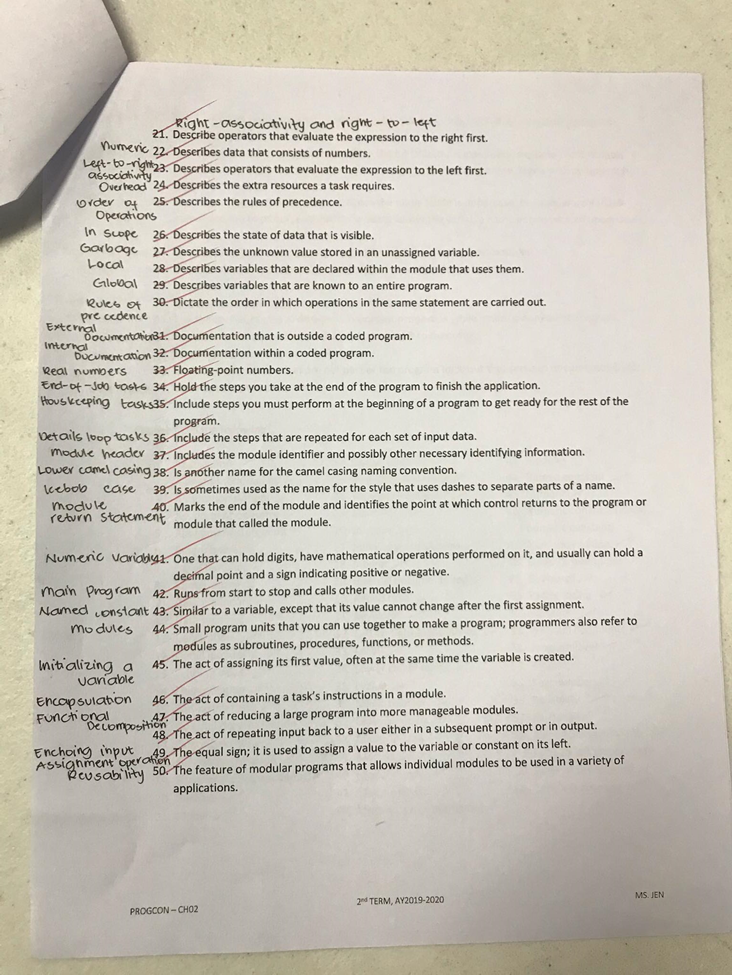 Right-associativity and right-to-left
21. Describe operators that evaluate the expression to the right first.
Numeric 22. Describes data that consists of numbers.
Left-to-right 23. Describes operators that evaluate the expression to the left first.
associativity
Overhead 24. Describes the extra resources a task requires.
Order of 25. Describes the rules of precedence.
Operations
In scope 26. Describes the state of data that is visible.
Garbage 27. Describes the unknown value stored in an unassigned variable.
Local 28. Describes variables that are declared within the module that uses them.
Global 29. Describes variables that are known to an entire program.
Rules of 30. Dictate the order in which operations in the same statement are carried out.
precedence
External
Documentation 31. Documentation that is outside a coded program.
Internal
Documentation 32. Documentation within a coded program.
Real numbers 33. Floating-point numbers.
End-of-Job tasks 34. Hold the steps you take at the end of the program to finish the application.
Houskeeping tasks 35. Include steps you must perform at the beginning of a program to get ready for the rest of the
program.
Details loop tasks 36. Include the steps that are repeated for each set of input data.
Module header 37. Includes the module identifier and possibly other necessary identifying information.
Lower camel casing 38. Is another name for the camel casing naming convention.
Kebob case 39. Is sometimes used as the name for the style that uses dashes to separate parts of a name.
Module 40. Marks the end of the module and identifies the point at which control returns to the program or
return statement module that called the module.
Numeric Variable 41. One that can hold digits, have mathematical operations performed on it, and usually can hold a
decimal point and a sign indicating positive or negative.
Main Program 42. Runs from start to stop and calls other modules.
Named constant 43. Similar to a variable, except that its value cannot change after the first assignment.
Modules 44. Small program units that you can use together to make a program; programmers also refer to
modules as subroutines, procedures, functions, or methods.
Initializing a 45. The act of assigning its first value, often at the same time the variable is created.
variable
Encapsulation 46. The act of containing a task's instructions in a module.
Functional 47. The act of reducing a large program into more manageable modules.
Decomposition
48. The act of repeating input back to a user either in a subsequent prompt or in output.
Enchoing input 49. The equal sign; it is used to assign a value to the variable or constant on its left.
Assignment operation
Reusability 50. The feature of modular programs that allows individual modules to be used in a variety of
applications.
PROGCON – CH02 2nd TERM, AY2019-2020 MS. JEN